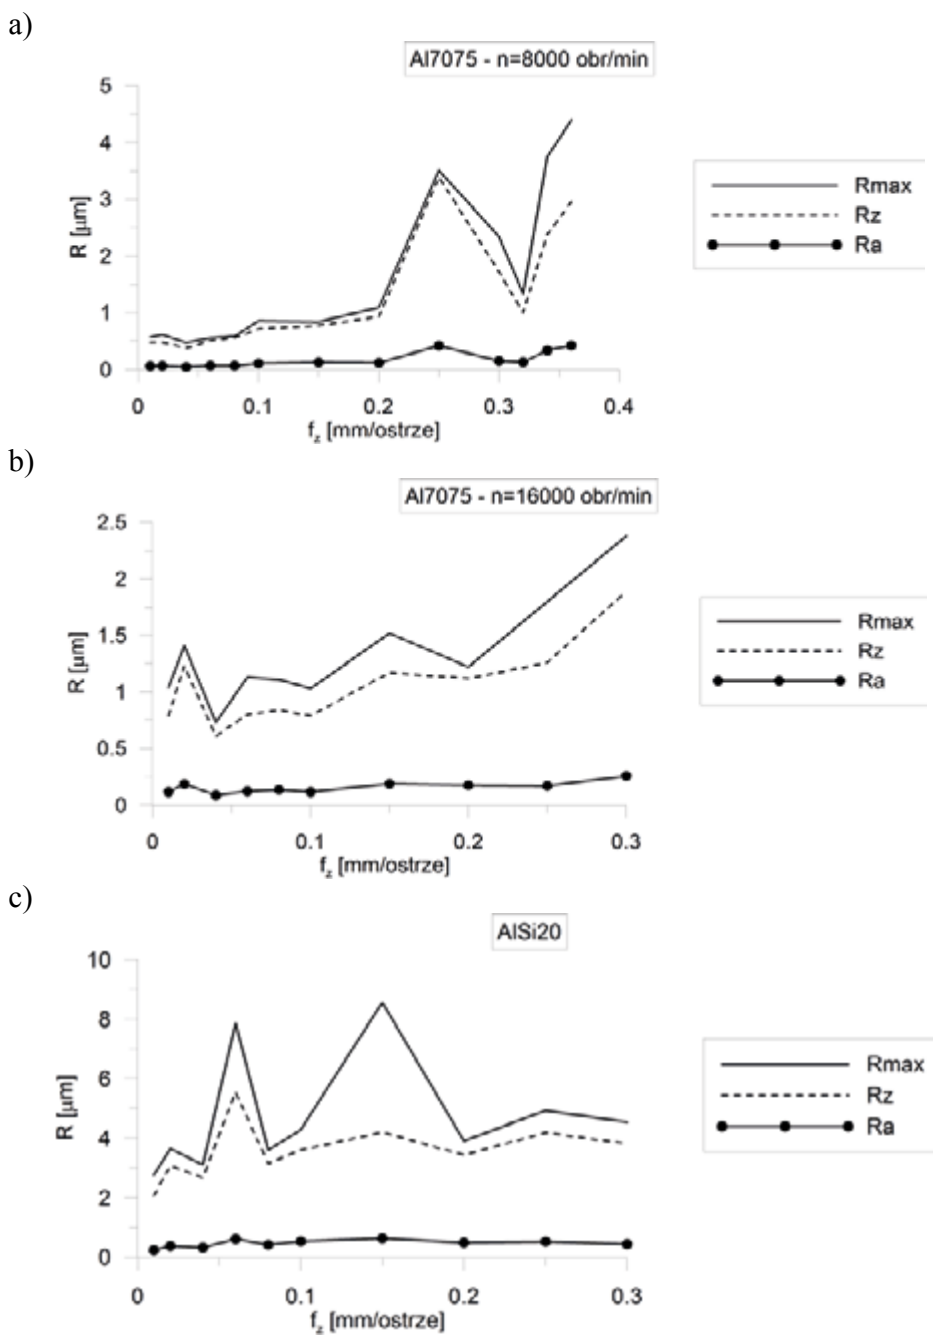 a)
Al7075 - n=8000 obr/min
5
4
3
2
1
0
R [μm]
0 0.1 0.2 0.3 0.4
f_z [mm/ostrze]
Rmax
Rz
Ra
b)
Al7075 - n=16000 obr/min
2.5
2
1.5
1
0.5
0
R [μm]
0 0.1 0.2 0.3
f_z [mm/ostrze]
Rmax
Rz
Ra
c)
AlSi20
10
8
6
4
2
0
R [μm]
0 0.1 0.2 0.3
f_z [mm/ostrze]
Rmax
Rz
Ra